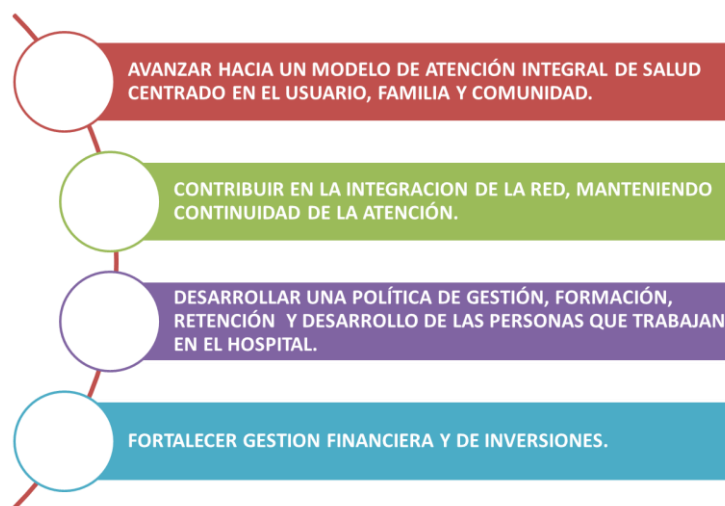 AVANZAR HACIA UN MODELO DE ATENCIÓN INTEGRAL DE SALUD
CENTRADO EN EL USUARIO, FAMILIA Y COMUNIDAD.
CONTRIBUIR EN LA INTEGRACION DE LA RED, MANTENIENDO
CONTINUIDAD DE LA ATENCIÓN.
DESARROLLAR UNA POLÍTICA DE GESTIÓN, FORMACIÓN,
RETENCIÓN Y DESARROLLO DE LAS PERSONAS QUE TRABAJAN
EN EL HOSPITAL.
FORTALECER GESTION FINANCIERA Y DE INVERSIONES.